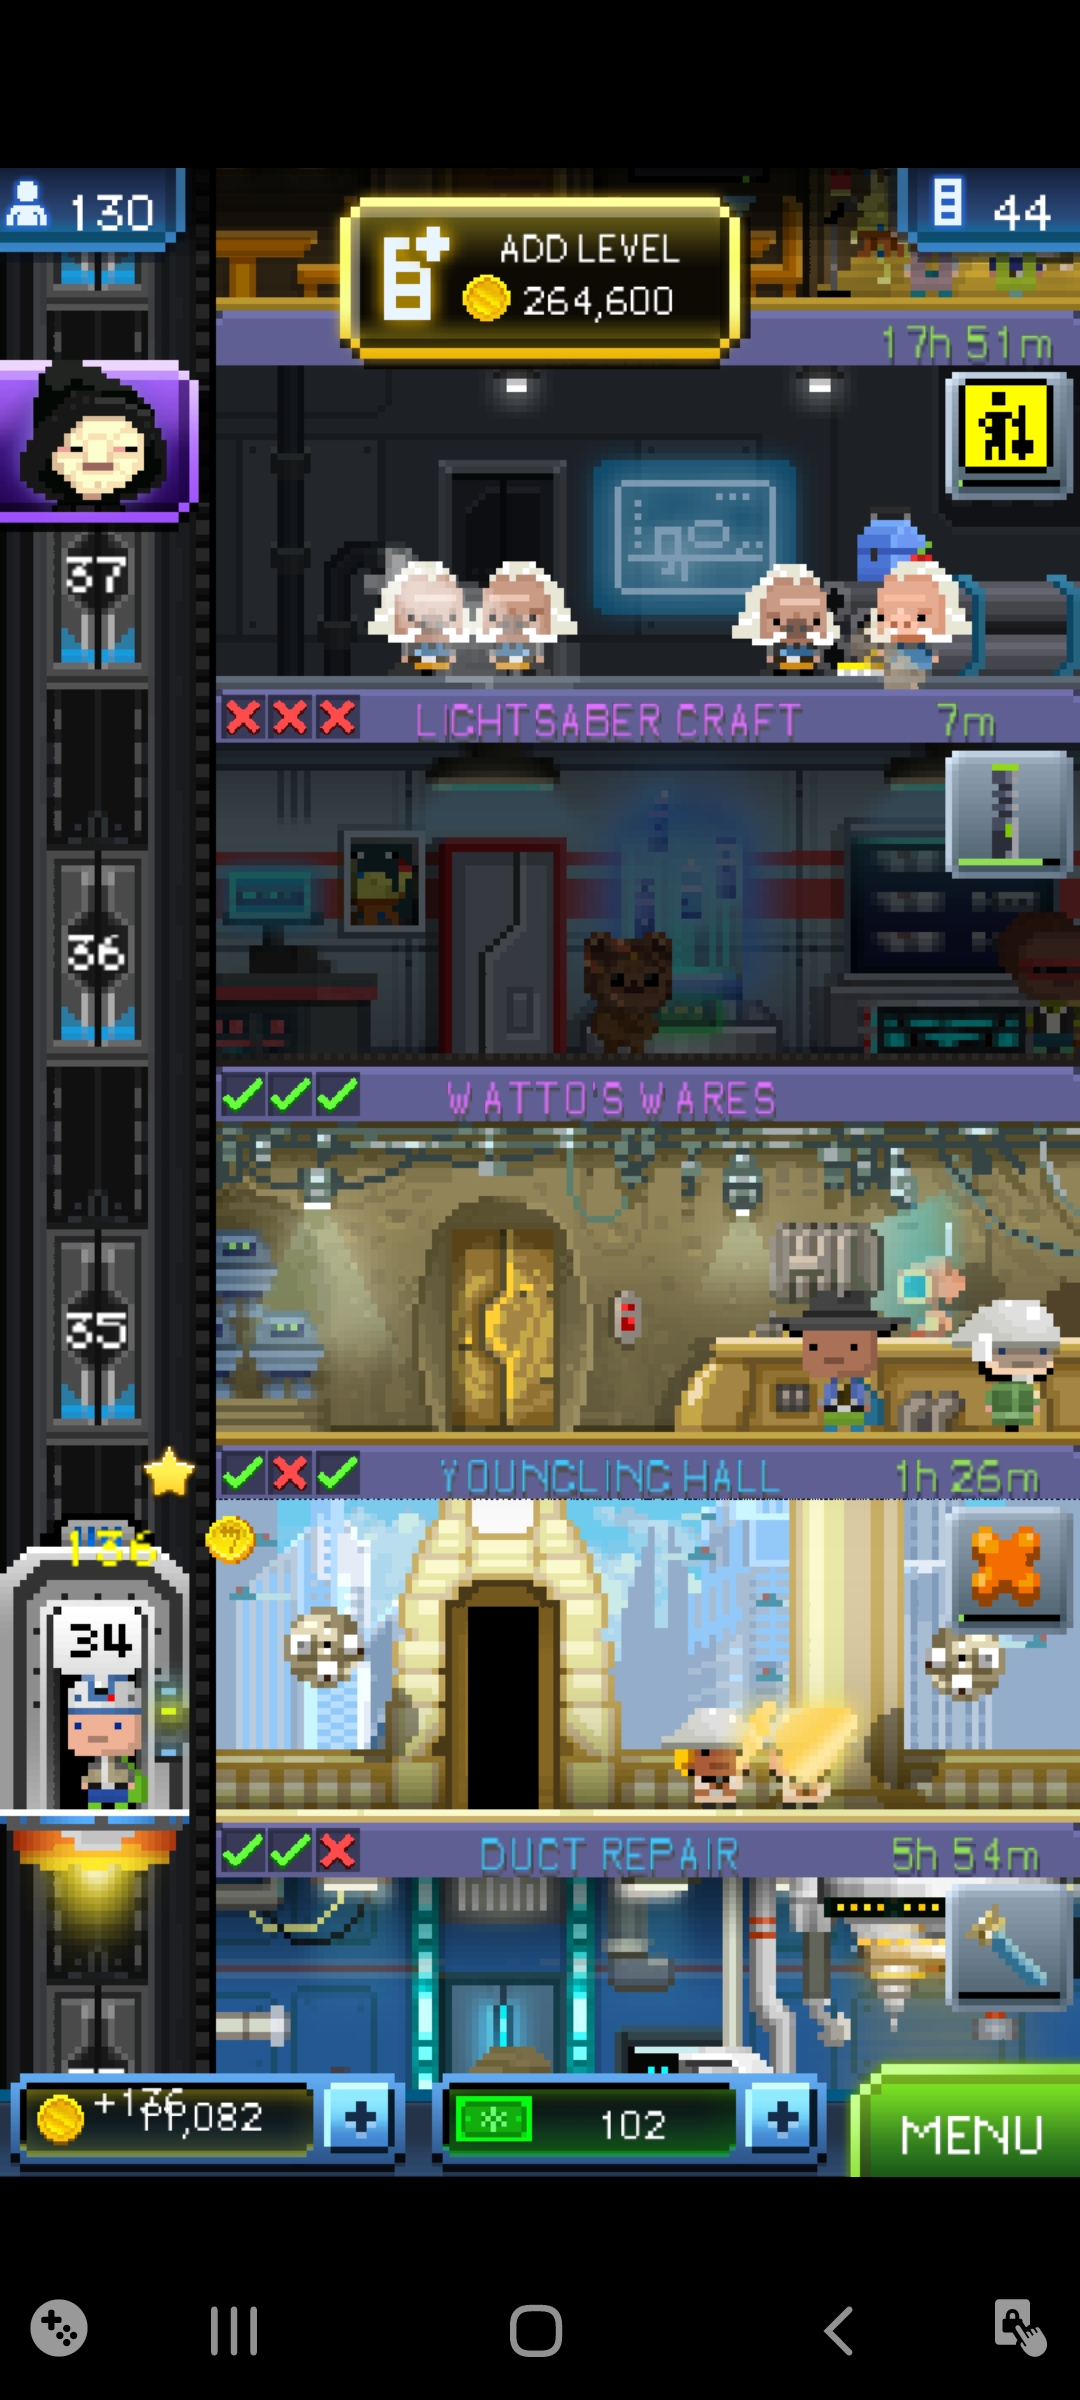 130
ADD LEVEL
264,600
44
17h 51m
37
LIGHTSABER CRAFT
7m
36
WATTO'S WARES
35
YOUNGLING HALL
1h 26m
136
34
DUCT REPAIR
5h 54m
+136
,082
102
MENU